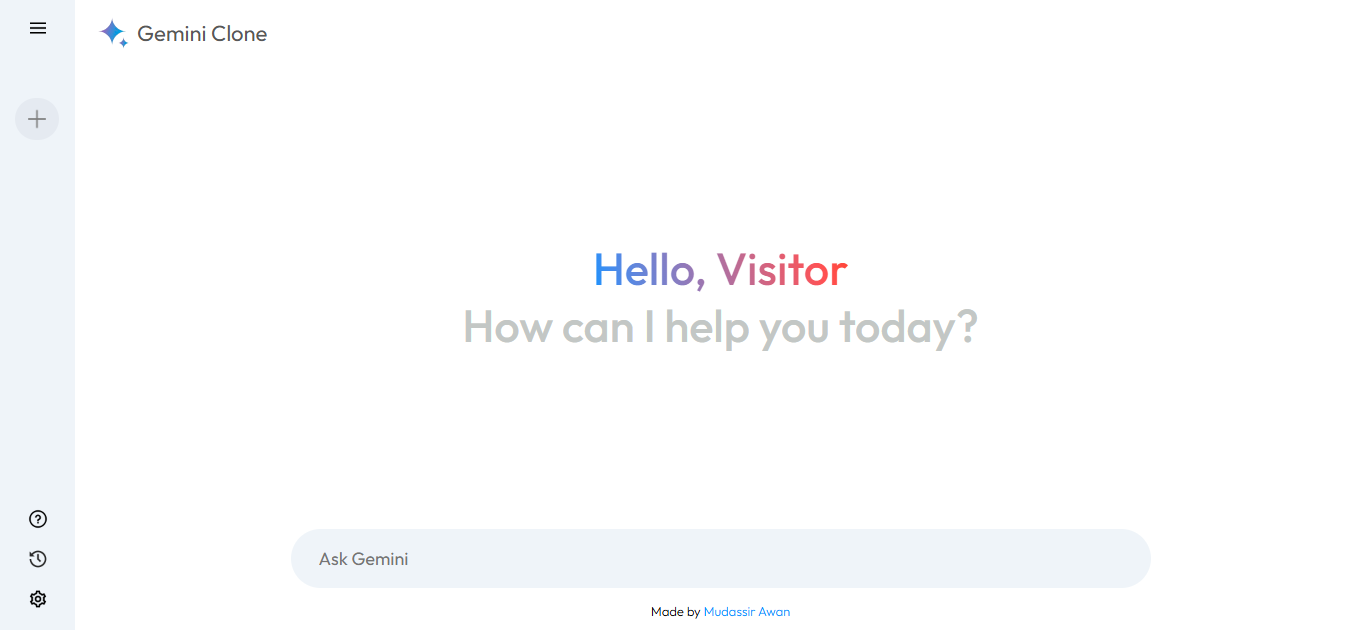 Gemini Clone
Hello, Visitor
How can I help you today?
Ask Gemini
Made by Mudassir Awan